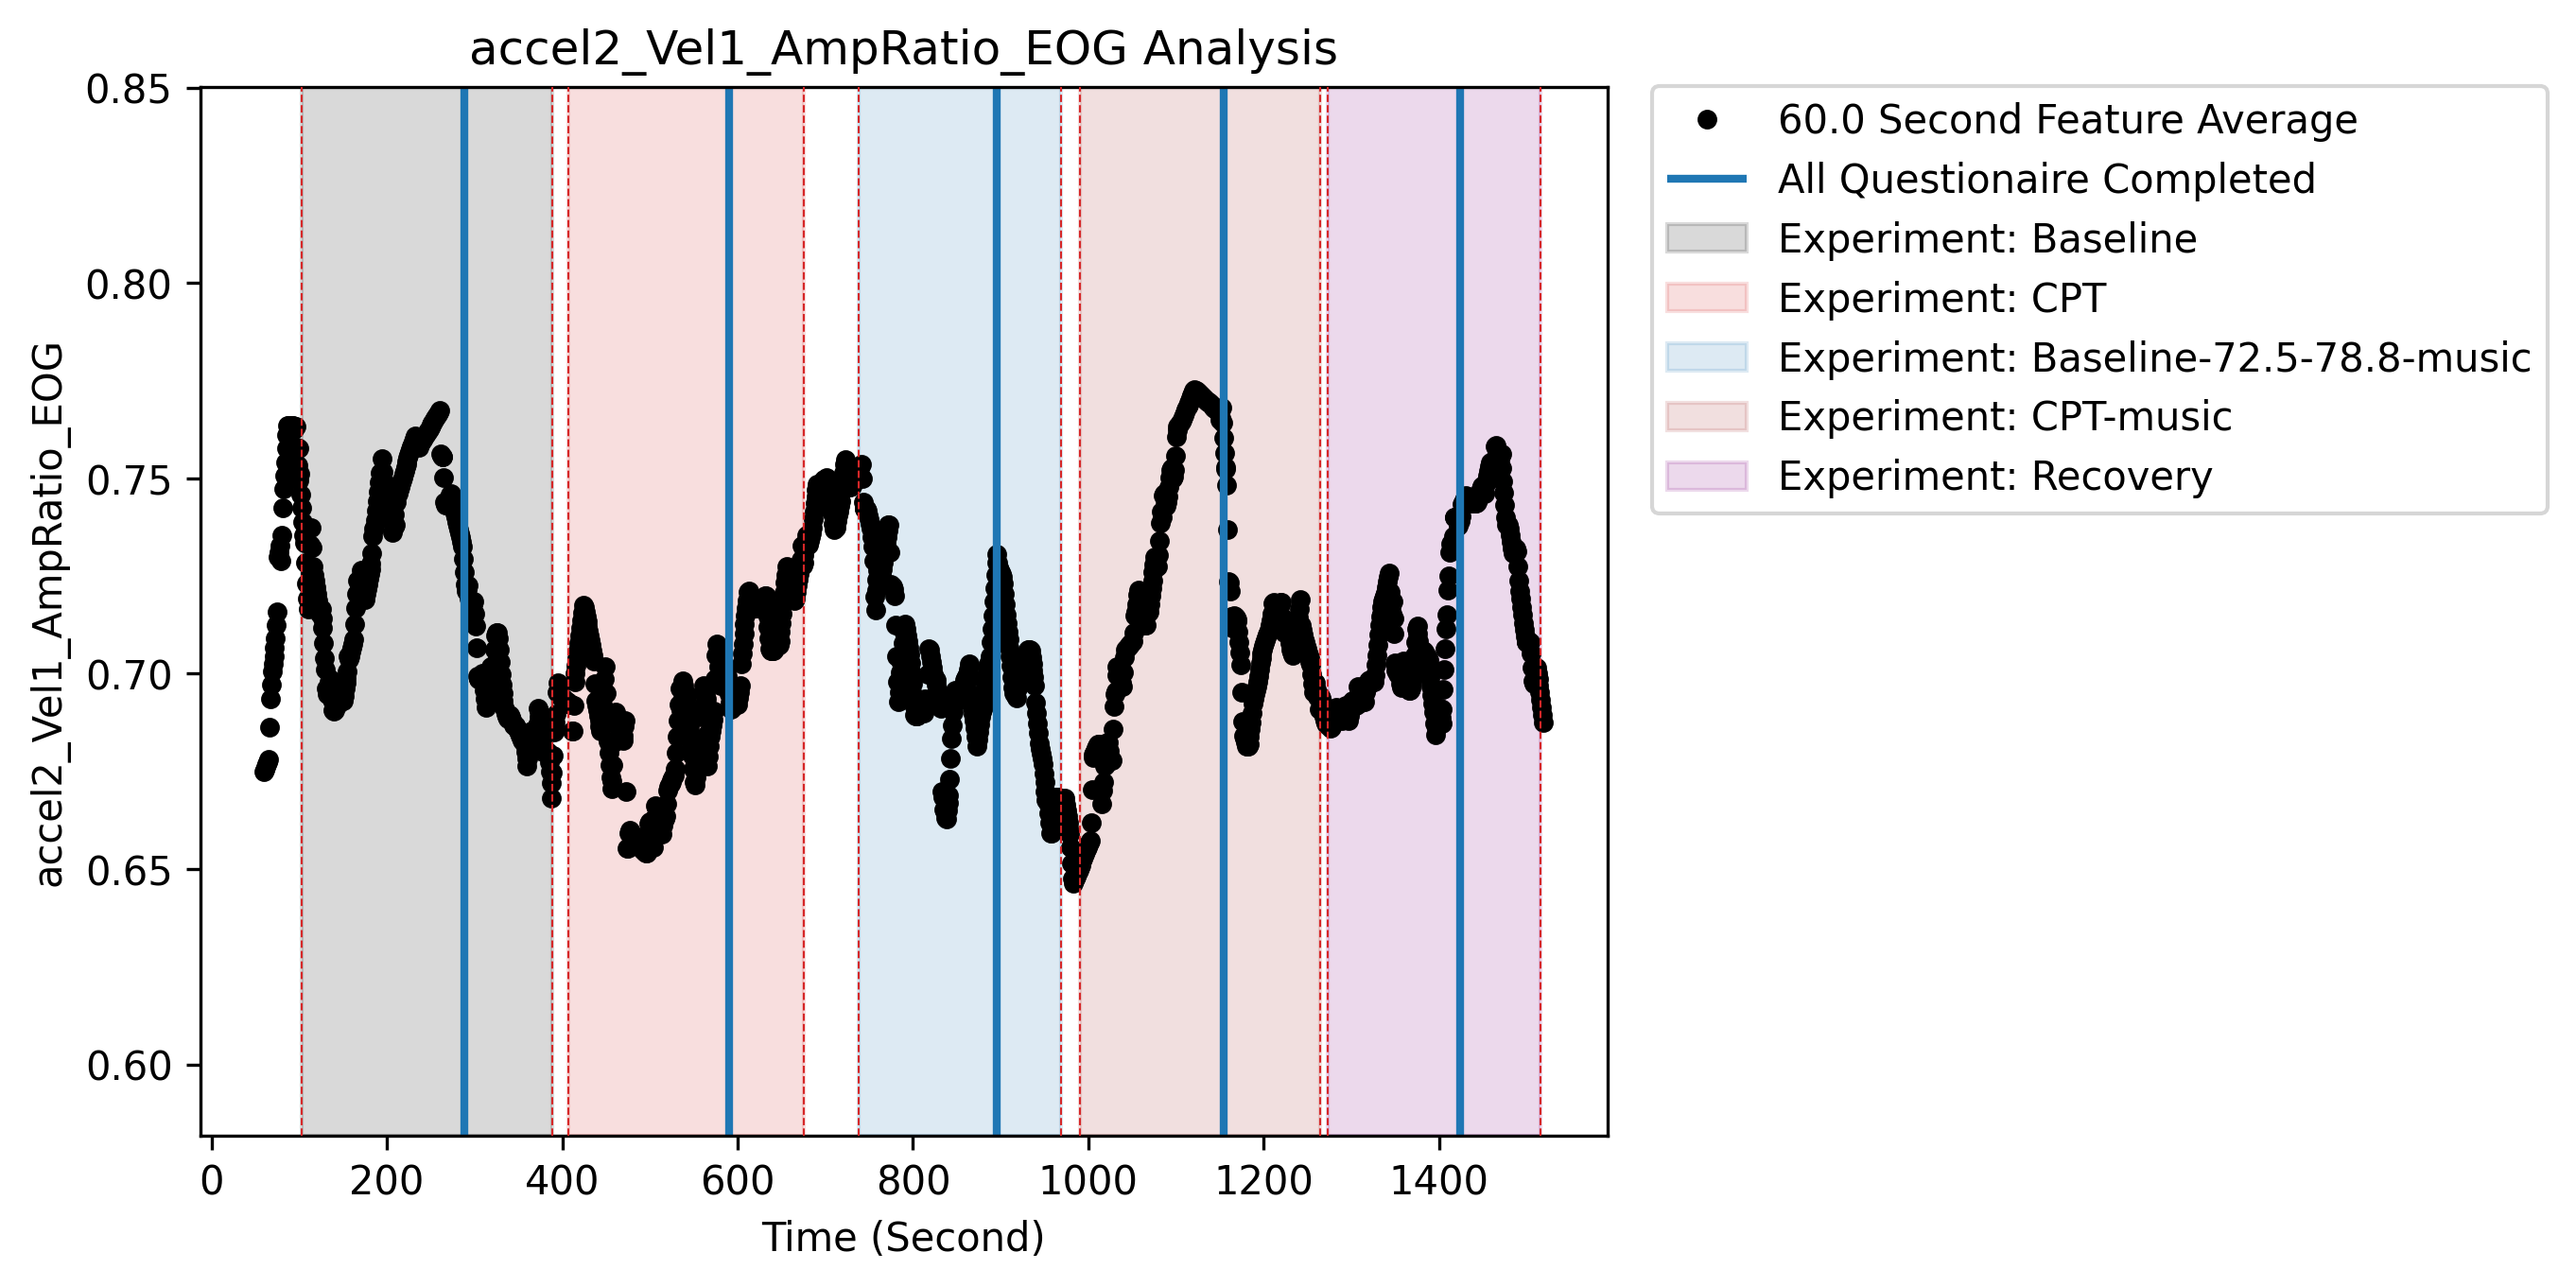 accel2_Vel1_AmpRatio_EOG Analysis
accel2_Vel1_AmpRatio_EOG
0.85
0.80
0.75
0.70
0.65
0.60
0 200 400 600 800 1000 1200 1400
Time (Second)
60.0 Second Feature Average
All Questionaire Completed
Experiment: Baseline
Experiment: CPT
Experiment: Baseline-72.5-78.8-music
Experiment: CPT-music
Experiment: Recovery